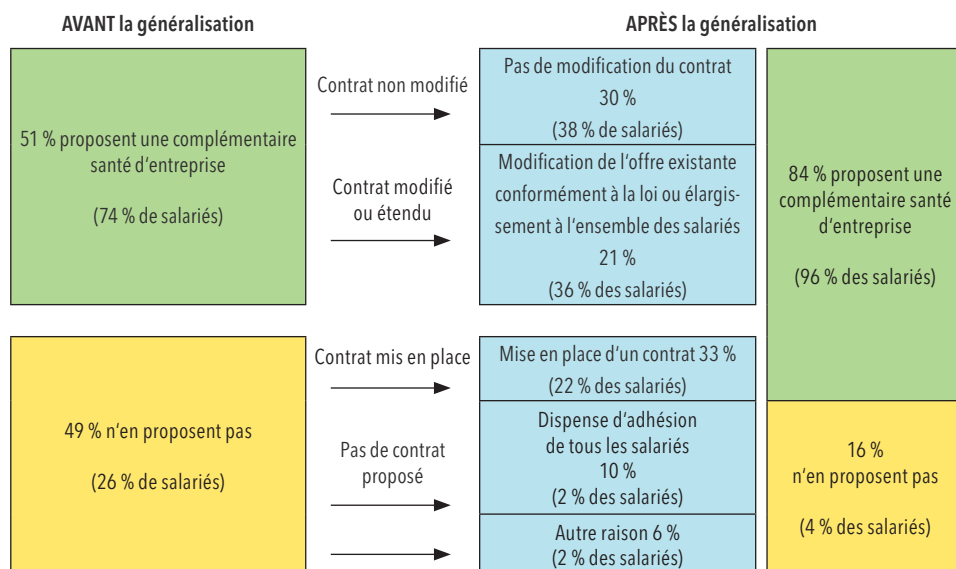 AVANT la généralisation
APRÈS la généralisation
51 % proposent une complémentaire
santé d'entreprise
(74 % de salariés)
Contrat non modifié
Contrat modifié
ou étendu
Pas de modification du contrat
30 %
(38 % de salariés)
Modification de l'offre existante
conformément à la loi ou élargis-
sement à l'ensemble des salariés
21 %
(36 % des salariés)
84 % proposent une
complémentaire santé
d'entreprise
(96 % des salariés)
49 % n'en proposent pas
(26 % de salariés)
Contrat mis en place
Pas de contrat
proposé
Mise en place d'un contrat 33 %
(22 % des salariés)
Dispense d'adhésion
de tous les salariés
10 %
(2 % des salariés)
Autre raison 6 %
(2 % des salariés)
16 %
n'en proposent pas
(4 % des salariés)